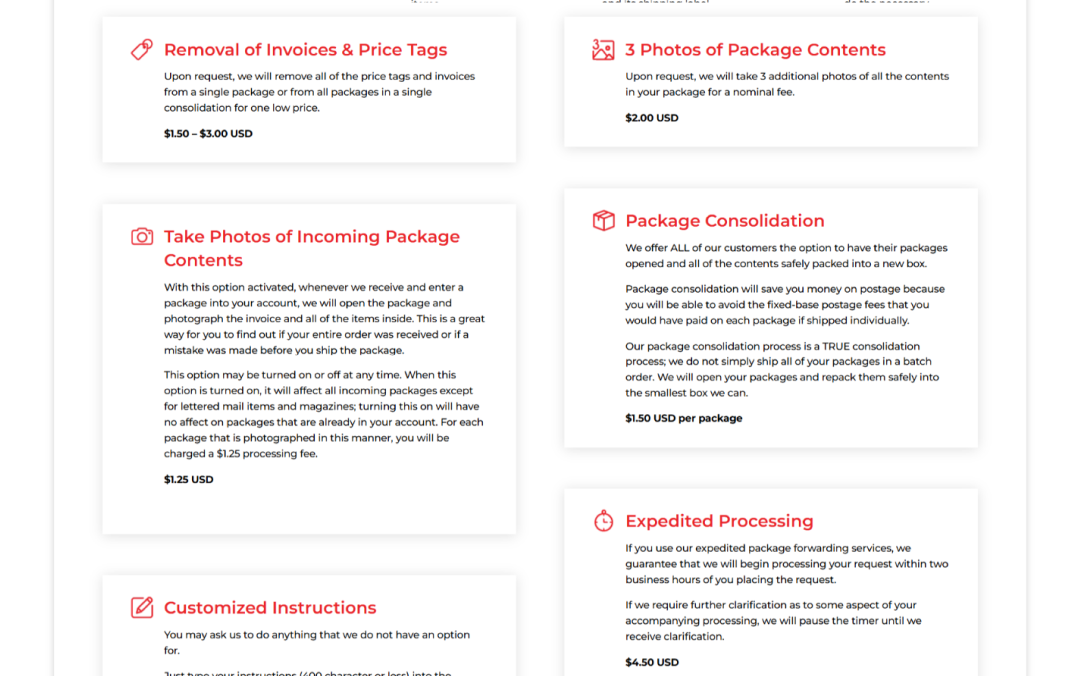 Removal of Invoices & Price Tags
Upon request, we will remove all of the price tags and invoices
from a single package or from all packages in a single
consolidation for one low price.
$1.50 – $3.00 USD
Take Photos of Incoming Package
Contents
With this option activated, whenever we receive and enter a
package into your account, we will open the package and
photograph the invoice and all of the items inside. This is a great
way for you to find out if your entire order was received or if a
mistake was made before you ship the package.
This option may be turned on or off at any time. When this
option is turned on, it will affect all incoming packages except
for lettered mail items and magazines; turning this on will have
no affect on packages that are already in your account. For each
package that is photographed in this manner, you will be
charged a $1.25 processing fee.
$1.25 USD
Customized Instructions
You may ask us to do anything that we do not have an option
for.
Just type your instructions (400 character or less) into the
3 Photos of Package Contents
Upon request, we will take 3 additional photos of all the contents
in your package for a nominal fee.
$2.00 USD
Package Consolidation
We offer ALL of our customers the option to have their packages
opened and all of the contents safely packed into a new box.
Package consolidation will save you money on postage because
you will be able to avoid the fixed-base postage fees that you
would have paid on each package if shipped individually.
Our package consolidation process is a TRUE consolidation
process; we do not simply ship all of your packages in a batch
order. We will open your packages and repack them safely into
the smallest box we can.
$1.50 USD per package
Expedited Processing
If you use our expedited package forwarding services, we
guarantee that we will begin processing your request within two
business hours of you placing the request.
If we require further clarification as to some aspect of your
accompanying processing, we will pause the timer until we
receive clarification.
$4.50 USD